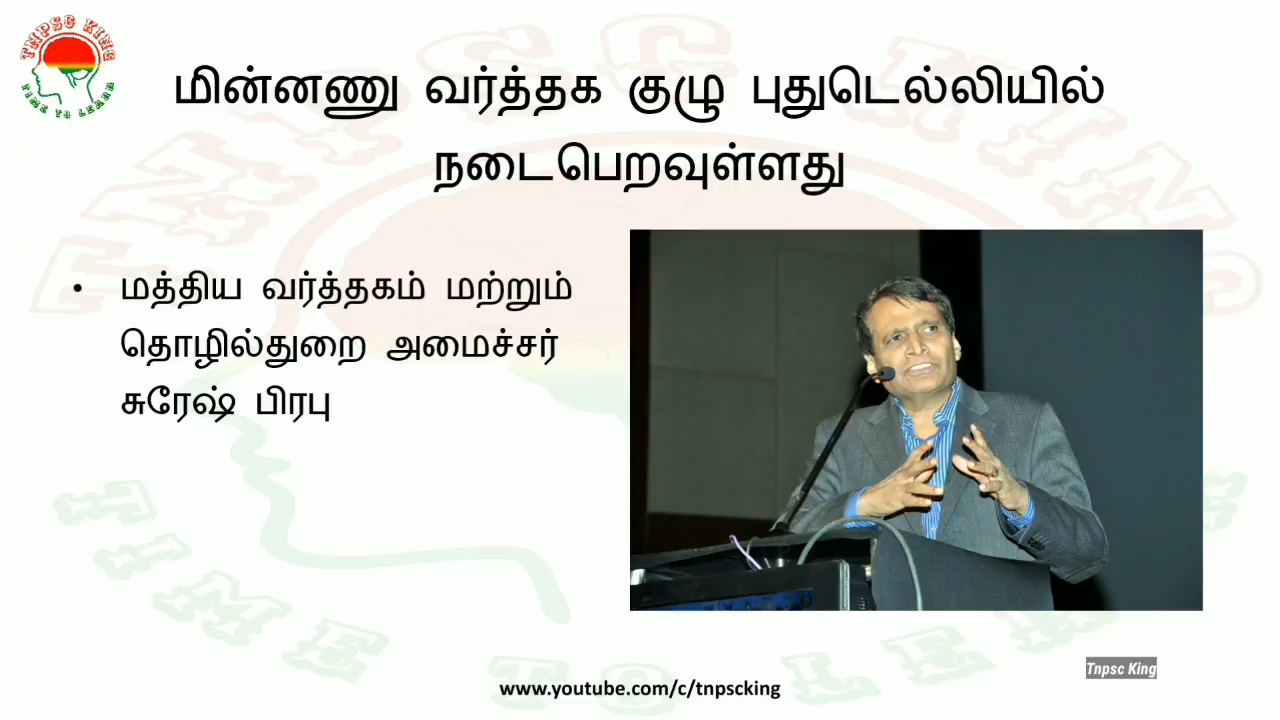 TNPSC KING
TIME TO LEARN
மின்னணு வர்த்தக குழு புதுடெல்லியில்
நடைபெறவுள்ளது
• மத்திய வர்த்தகம் மற்றும்
தொழில்துறை அமைச்சர்
சுரேஷ் பிரபு
Tnpsc King
www.youtube.com/c/tnpscking